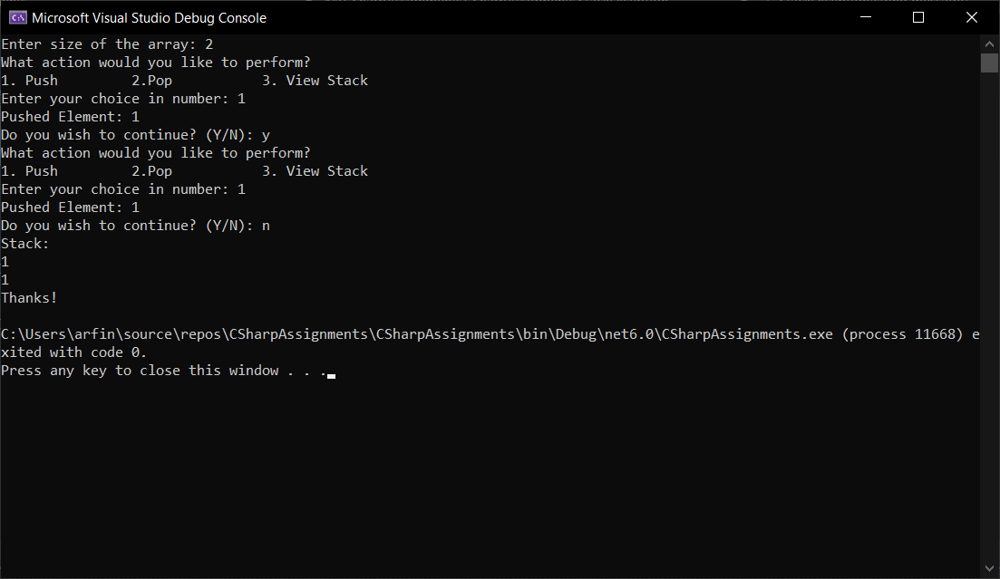 Microsoft Visual Studio Debug Console
Enter size of the array: 2
What action would you like to perform?
1. Push         2.Pop           3. View Stack
Enter your choice in number: 1
Pushed Element: 1
Do you wish to continue? (Y/N): y
What action would you like to perform?
1. Push         2.Pop           3. View Stack
Enter your choice in number: 1
Pushed Element: 1
Do you wish to continue? (Y/N): n
Stack:
1
1
Thanks!
C:\Users\arfin\source\repos\CSharpAssignments\CSharpAssignments\bin\Debug\net6.0\CSharpAssignments.exe (process 11668) e
xited with code 0.
Press any key to close this window . . .